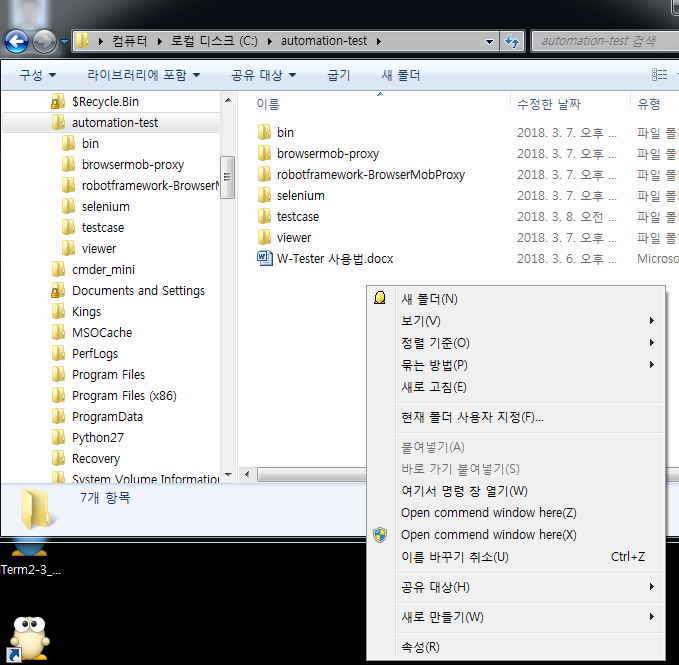 컴퓨터 ▸ 로컬 디스크 (C:) ▸ automation-test ▸
automation-test 검색
구성 ▼ 라이브러리에 포함 ▼ 공유 대상 ▼ 굽기 새 폴더
$Recycle.Bin
automation-test
bin
browsermob-proxy
robotframework-BrowserM
selenium
testcase
viewer
cmder_mini
Documents and Settings
Kings
MSOCache
PerfLogs
Program Files
Program Files (x86)
ProgramData
Python27
Recovery
System Volume Information
이름 수정한 날짜 유형
bin 2018. 3. 7. 오후 ... 파일 폴
browsermob-proxy 2018. 3. 7. 오후 ... 파일 폴
robotframework-BrowserMobProxy 2018. 3. 7. 오후 ... 파일 폴
selenium 2018. 3. 7. 오후 ... 파일 폴
testcase 2018. 3. 8. 오전 ... 파일 폴
viewer 2018. 3. 7. 오후 ... 파일 폴
W-Tester 사용법.docx 2018. 3. 6. 오후 ... Microso
새 폴더(N)
보기(V)
정렬 기준(O)
묶는 방법(P)
새로 고침(E)
현재 폴더 사용자 지정(F)...
붙여넣기(A)
바로 가기 붙여넣기(S)
여기서 명령 창 열기(W)
Open commend window here(Z)
Open commend window here(X)
이름 바꾸기 취소(U) Ctrl+Z
공유 대상(H)
새로 만들기(W)
속성(R)
7개 항목
Term2-3_...